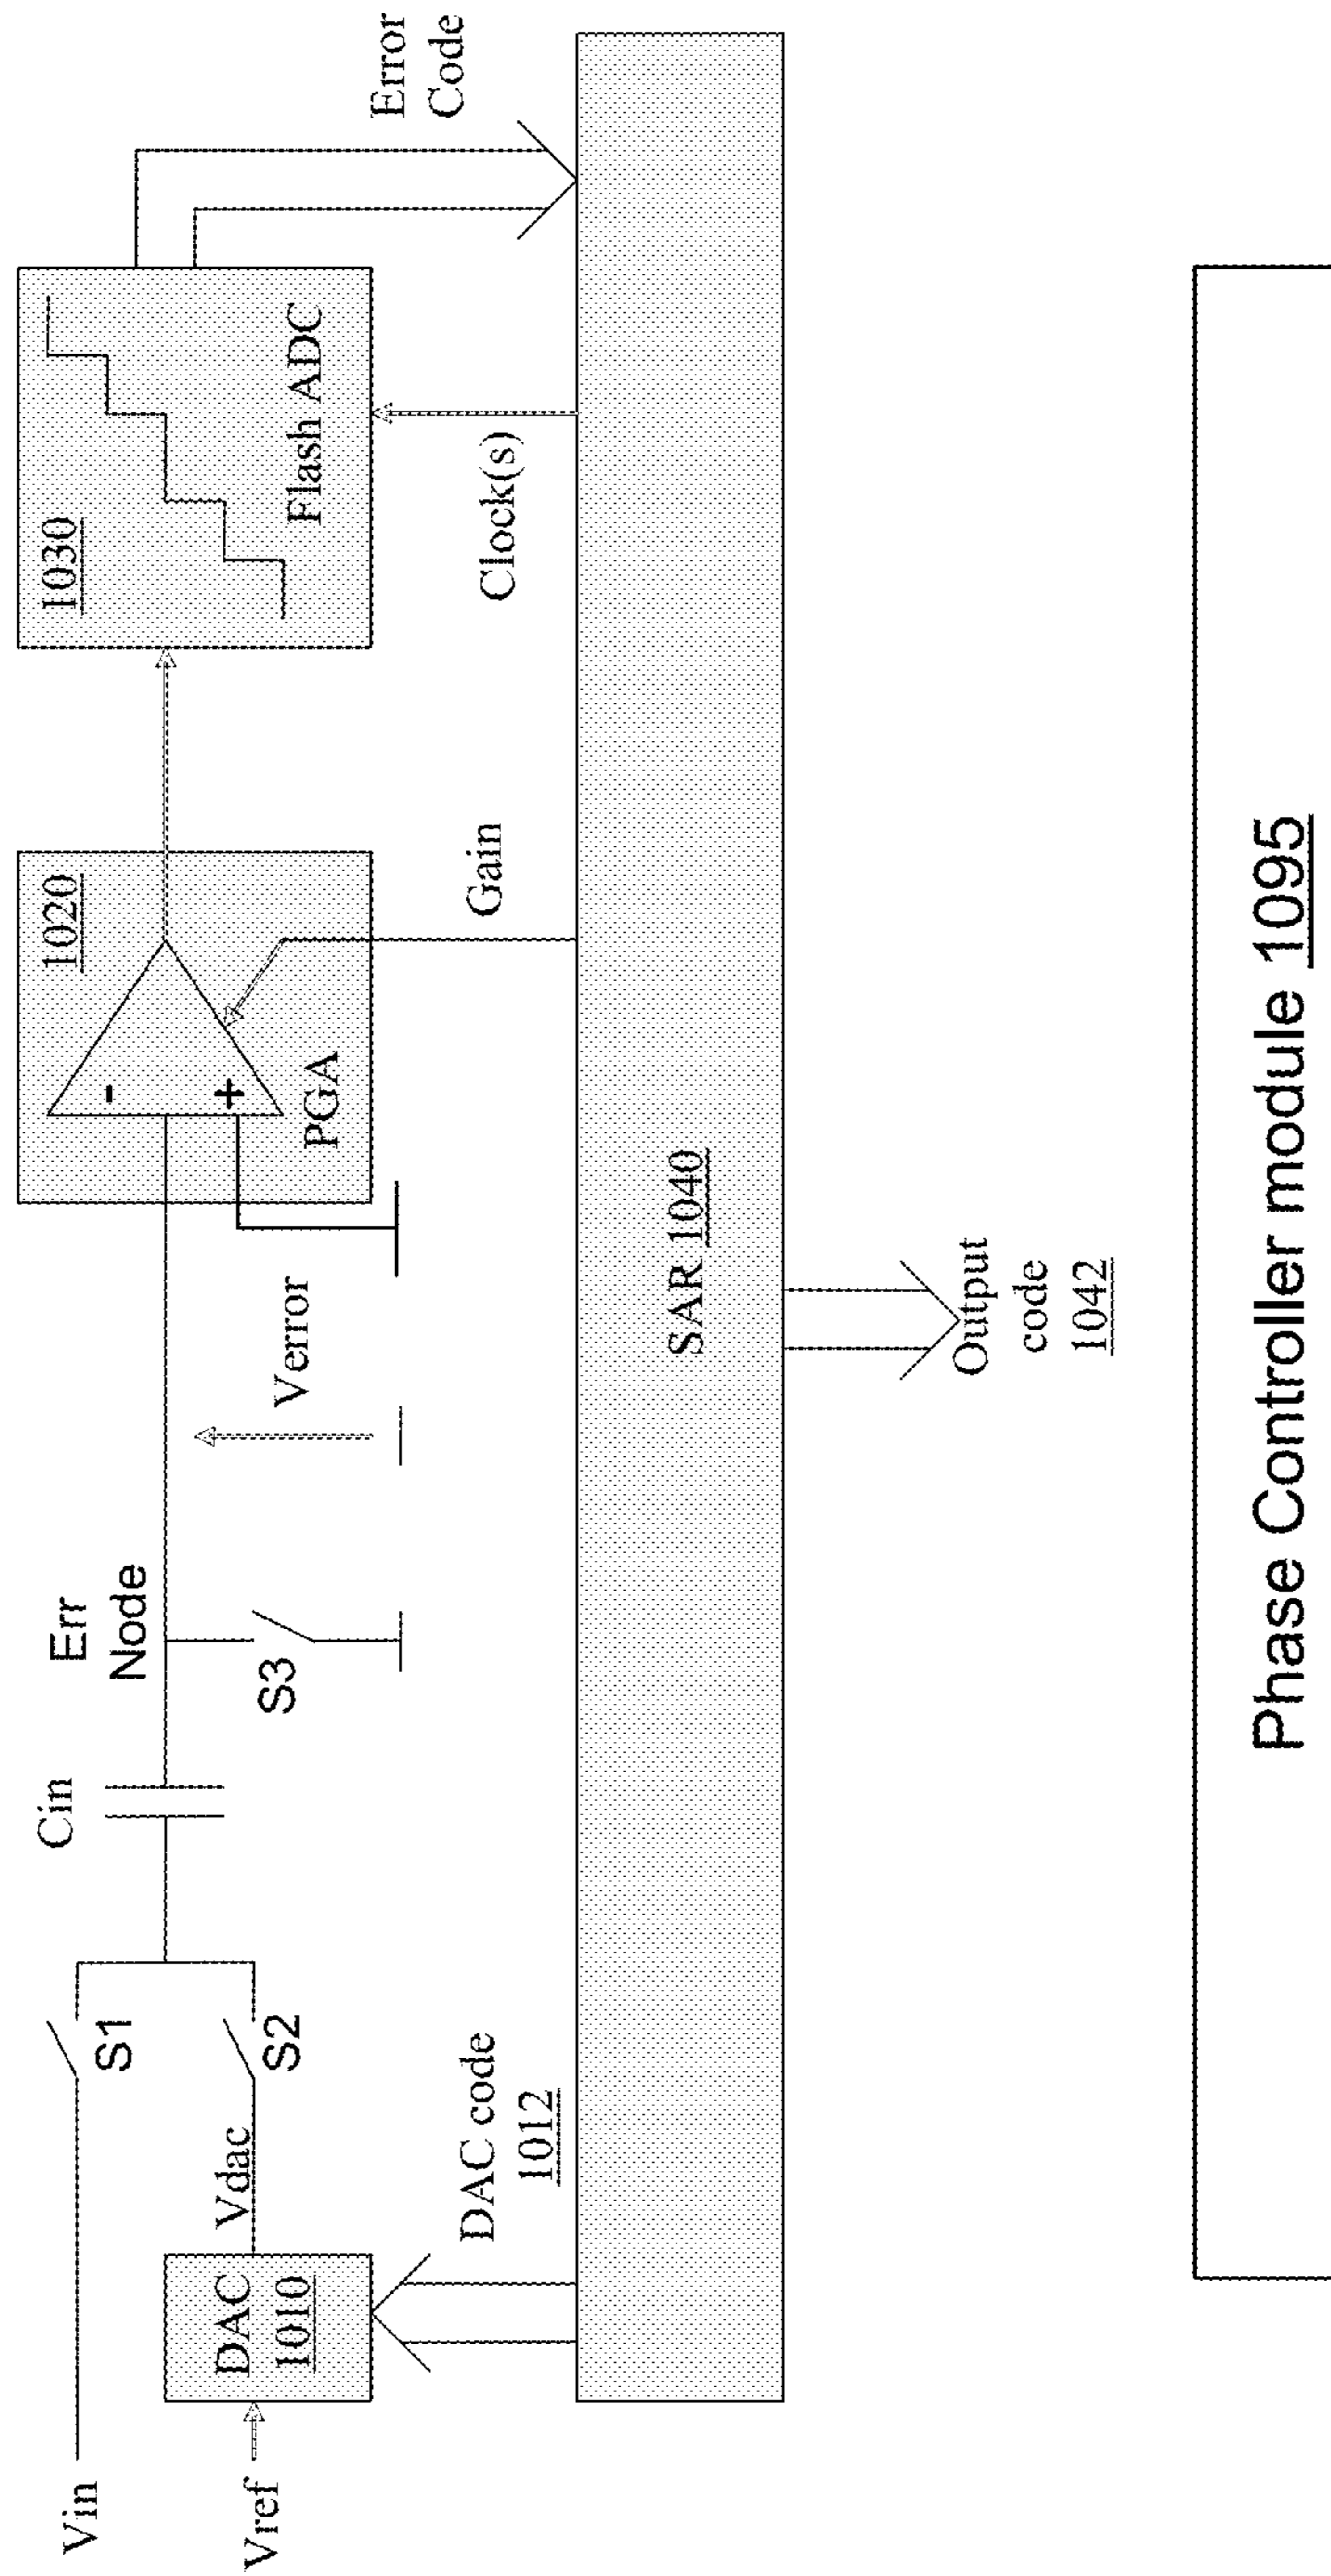 Vin
Vref
DAC
1010
Vdac
S1
S2
DAC code
1012
Cin
Err
Node
S3
Verror
1020
-
+
PGA
Gain
1030
Flash ADC
Clock(s)
Error
Code
SAR 1040
Output
code
1042
Phase Controller module 1095